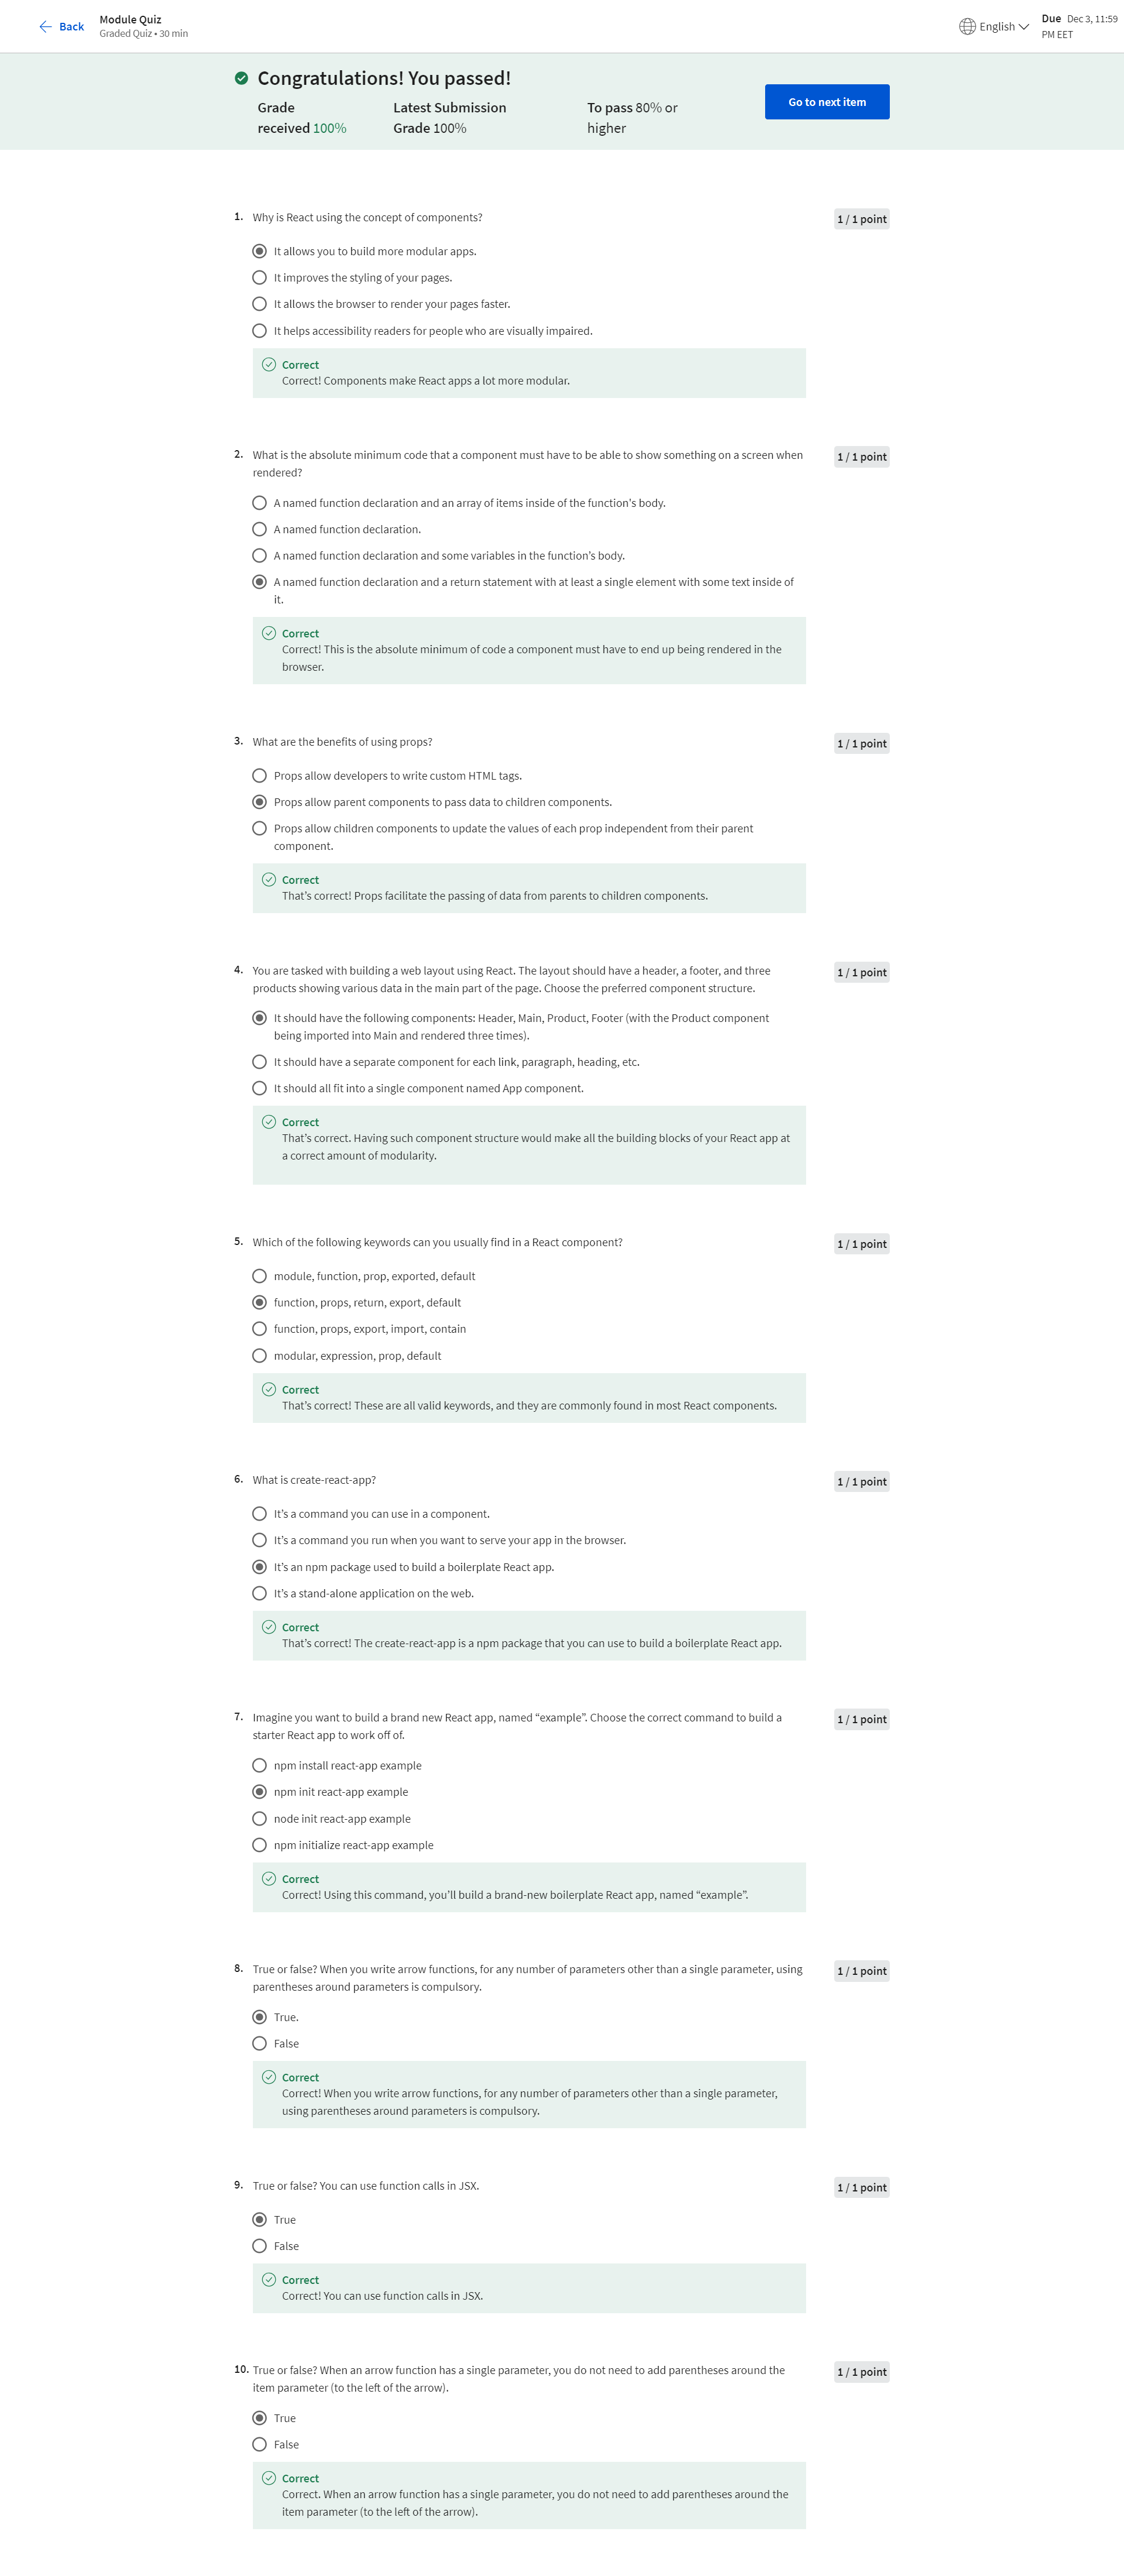 Back
Module Quiz
Graded Quiz • 30 min
English
Due Dec 3, 11:59
PM EET
Congratulations! You passed!
Grade
received 100%
Latest Submission
Grade 100%
To pass 80% or
higher
Go to next item
1. Why is React using the concept of components?
1 / 1 point
It allows you to build more modular apps.
It improves the styling of your pages.
It allows the browser to render your pages faster.
It helps accessibility readers for people who are visually impaired.
Correct
Correct! Components make React apps a lot more modular.
2. What is the absolute minimum code that a component must have to be able to show something on a screen when
rendered?
1 / 1 point
A named function declaration and an array of items inside of the function’s body.
A named function declaration.
A named function declaration and some variables in the function’s body.
A named function declaration and a return statement with at least a single element with some text inside of
it.
Correct
Correct! This is the absolute minimum of code a component must have to end up being rendered in the
browser.
3. What are the benefits of using props?
1 / 1 point
Props allow developers to write custom HTML tags.
Props allow parent components to pass data to children components.
Props allow children components to update the values of each prop independent from their parent
component.
Correct
That’s correct! Props facilitate the passing of data from parents to children components.
4. You are tasked with building a web layout using React. The layout should have a header, a footer, and three
products showing various data in the main part of the page. Choose the preferred component structure.
1 / 1 point
It should have the following components: Header, Main, Product, Footer (with the Product component
being imported into Main and rendered three times).
It should have a separate component for each link, paragraph, heading, etc.
It should all fit into a single component named App component.
Correct
That’s correct. Having such component structure would make all the building blocks of your React app at
a correct amount of modularity.
5. Which of the following keywords can you usually find in a React component?
1 / 1 point
module, function, prop, exported, default
function, props, return, export, default
function, props, export, import, contain
modular, expression, prop, default
Correct
That’s correct! These are all valid keywords, and they are commonly found in most React components.
6. What is create-react-app?
1 / 1 point
It’s a command you can use in a component.
It’s a command you run when you want to serve your app in the browser.
It’s an npm package used to build a boilerplate React app.
It’s a stand-alone application on the web.
Correct
That’s correct! The create-react-app is a npm package that you can use to build a boilerplate React app.
7. Imagine you want to build a brand new React app, named “example”. Choose the correct command to build a
starter React app to work off of.
1 / 1 point
npm install react-app example
npm init react-app example
node init react-app example
npm initialize react-app example
Correct
Correct! Using this command, you’ll build a brand-new boilerplate React app, named “example”.
8. True or false? When you write arrow functions, for any number of parameters other than a single parameter, using
parentheses around parameters is compulsory.
1 / 1 point
True.
False
Correct
Correct! When you write arrow functions, for any number of parameters other than a single parameter,
using parentheses around parameters is compulsory.
9. True or false? You can use function calls in JSX.
1 / 1 point
True
False
Correct
Correct! You can use function calls in JSX.
10. True or false? When an arrow function has a single parameter, you do not need to add parentheses around the
item parameter (to the left of the arrow).
1 / 1 point
True
False
Correct
Correct. When an arrow function has a single parameter, you do not need to add parentheses around the
item parameter (to the left of the arrow).